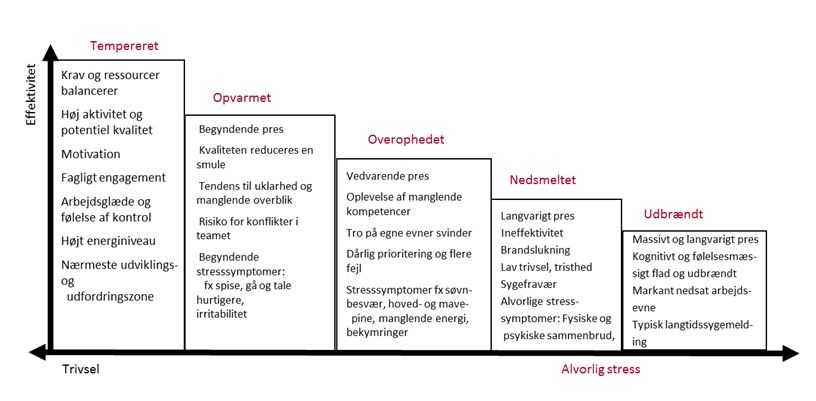 Effektivitet
Tempereret
Krav og ressourcer
balancerer
Høj aktivitet og
potentiel kvalitet
Motivation
Fagligt engagement
Arbejdsglæde og
følelse af kontrol
Højt energiniveau
Nærmeste udviklings-
og
udfordringszone
Opvarmet
Begyndende pres
Kvaliteten reduceres en
smule
Tendens til uklarhed og
manglende overblik
Risiko for konflikter i
teamet
Begyndende
stresssymptomer:
fx spise, gå og tale
hurtigere,
irritabilitet
Overophedet
Vedvarende pres
Oplevelse af manglende
kompetencer
Tro på egne evner svinder
Dårlig prioritering og flere
fejl
Stresssymptomer fx søvn-
besvær, hoved- og mave-
pine, manglende energi,
bekymringer
Nedsmeltet
Langvarigt pres
Ineffektivitet
Brandslukning
Lav trivsel, tristhed
Sygefravær
Alvorlige stress-
symptomer: Fysiske og
psykiske sammenbrud,
Udbrændt
Massivt og langvarigt pres
Kognitivt og følelsesmæs-
sigt flad og udbrændt
Markant nedsat arbejds-
evne
Typisk langtidssygemeld-
ing
Trivsel
Alvorlig stress